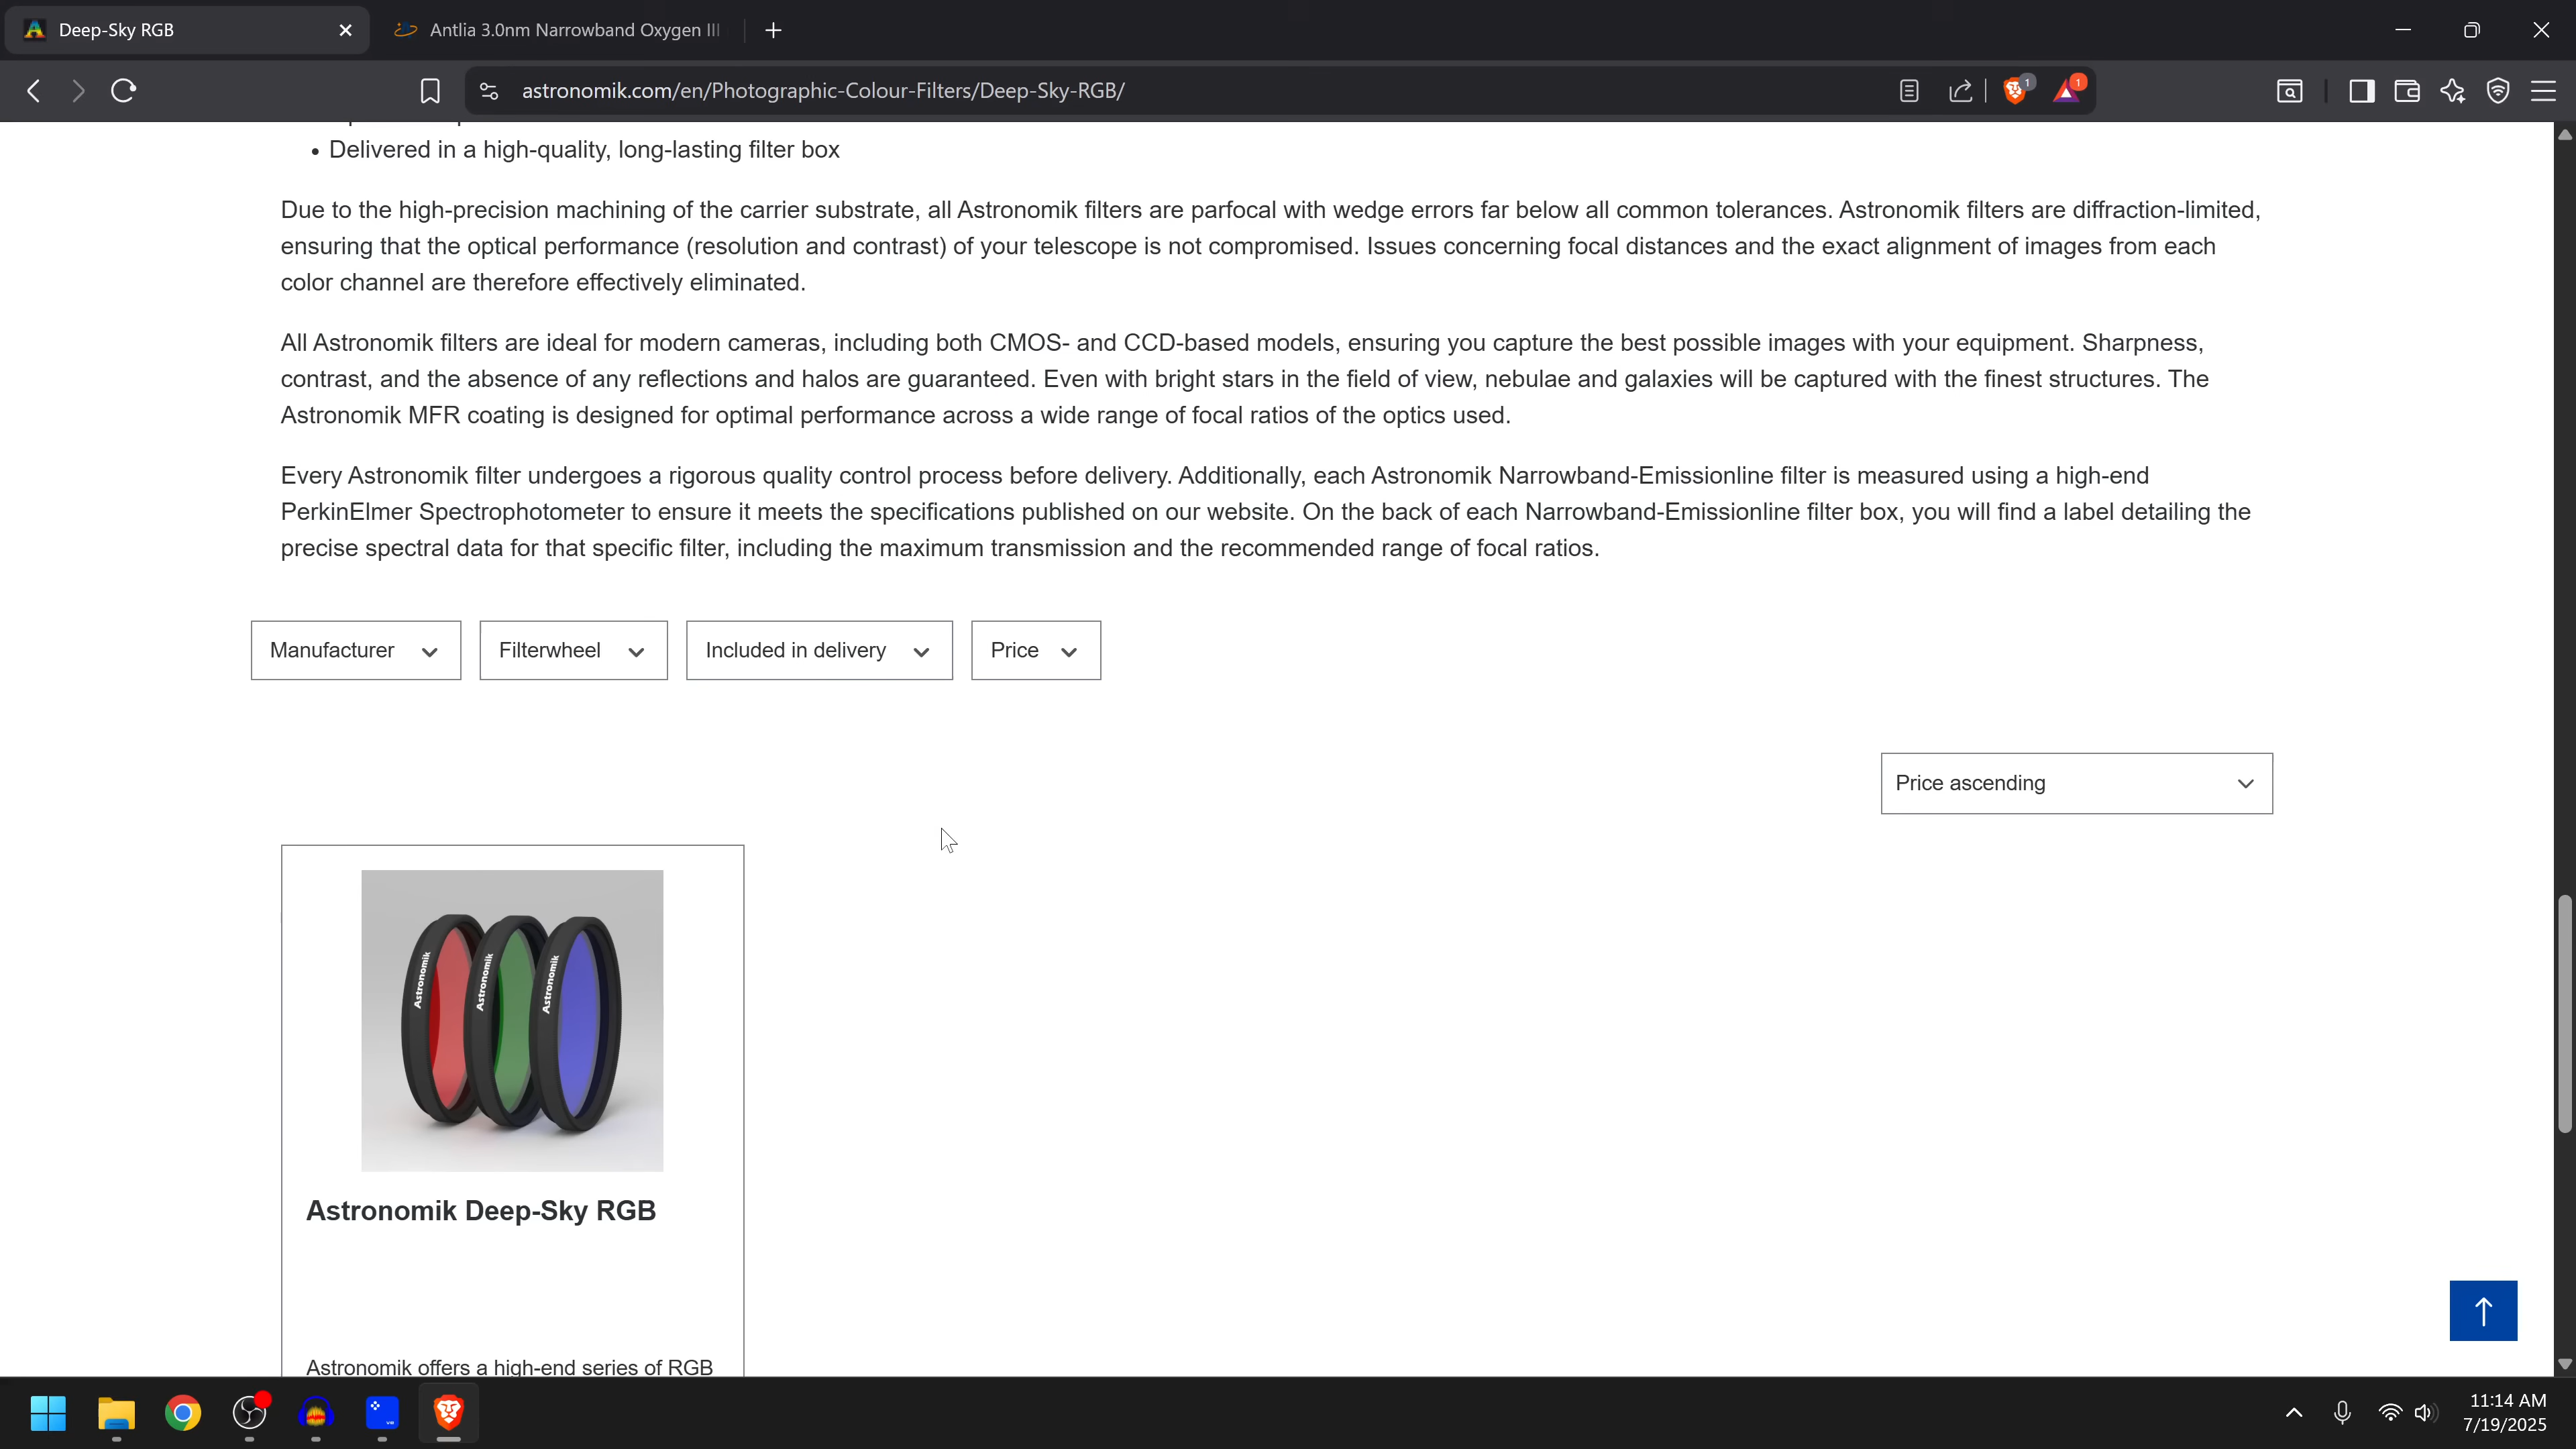 Deep-Sky RGB
Antlia 3.0nm Narrowband Oxygen III
astronomik.com/en/Photographic-Colour-Filters/Deep-Sky-RGB/
1
1
• Delivered in a high-quality, long-lasting filter box
Due to the high-precision machining of the carrier substrate, all Astronomik filters are parfocal with wedge errors far below all common tolerances. Astronomik filters are diffraction-limited,
ensuring that the optical performance (resolution and contrast) of your telescope is not compromised. Issues concerning focal distances and the exact alignment of images from each
color channel are therefore effectively eliminated.
All Astronomik filters are ideal for modern cameras, including both CMOS- and CCD-based models, ensuring you capture the best possible images with your equipment. Sharpness,
contrast, and the absence of any reflections and halos are guaranteed. Even with bright stars in the field of view, nebulae and galaxies will be captured with the finest structures. The
Astronomik MFR coating is designed for optimal performance across a wide range of focal ratios of the optics used.
Every Astronomik filter undergoes a rigorous quality control process before delivery. Additionally, each Astronomik Narrowband-Emissionline filter is measured using a high-end
PerkinElmer Spectrophotometer to ensure it meets the specifications published on our website. On the back of each Narrowband-Emissionline filter box, you will find a label detailing the
precise spectral data for that specific filter, including the maximum transmission and the recommended range of focal ratios.
Manufacturer
Filterwheel
Included in delivery
Price
Price ascending
Astronomik
Astronomik
Astronomik
Astronomik Deep-Sky RGB
Astronomik offers a high-end series of RGB
11:14 AM
7/19/2025